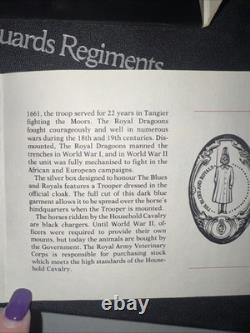 uards Regiments
1661, the troop served for 22 years in Tangier
fighting the Moors. The Royal Dragoons
fought courageously and well in numerous
wars during the 18th and 19th centuries. Dis-
mounted, The Royal Dragoons manned the
trenches in World War I, and in World War II
the unit was fully mechanised to fight in the
African and European campaigns.
The silver box designed to honour The Blues
and Royals features a Trooper dressed in the
official cloak. The full cut of this dark blue
garment allows it to be spread over the horse's
hindquarters when the Trooper is mounted.
The horses ridden by the Household Cavalry
are black chargers. Until World War II, of-
ficers were required to provide their own
mounts, but today the animals are bought by
the Government. The Royal Army Veterinary
Corps is responsible for purchasing stock
which meets the high standards of the House-
hold Cavalry.